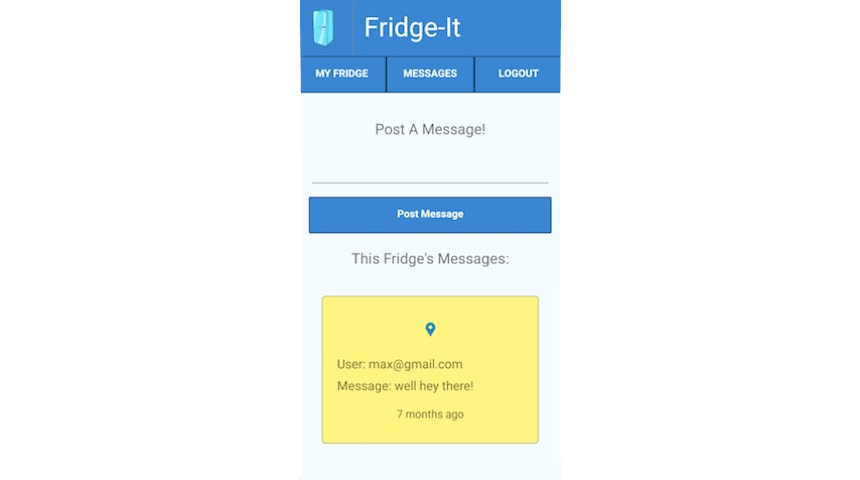 Fridge-It
MY FRIDGE MESSAGES LOGOUT
Post A Message!
Post Message
This Fridge's Messages:
User: max@gmail.com
Message: well hey there!
7 months ago